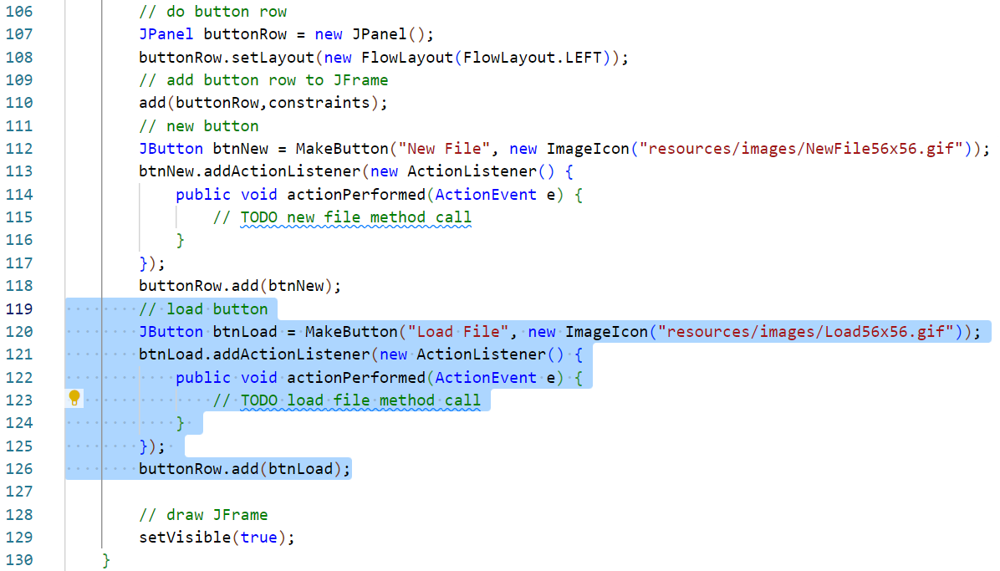 106 // do button row
107 JPanel buttonRow = new JPanel();
108 buttonRow.setLayout(new FlowLayout(FlowLayout.LEFT));
109 // add button row to JFrame
110 add(buttonRow,constraints);
111 // new button
112 JButton btnNew = MakeButton("New File", new ImageIcon("resources/images/NewFile56x56.gif"));
113 btnNew.addActionListener(new ActionListener() {
114 public void actionPerformed(ActionEvent e) {
115 // TODO new file method call
116 }
117 });
118 buttonRow.add(btnNew);
119 // load button
120 JButton btnLoad = MakeButton("Load File", new ImageIcon("resources/images/Load56x56.gif"));
121 btnLoad.addActionListener(new ActionListener() {
122 public void actionPerformed(ActionEvent e) {
123 // TODO load file method call
124 }
125 });
126 buttonRow.add(btnLoad);
127
128 // draw JFrame
129 setVisible(true);
130 }